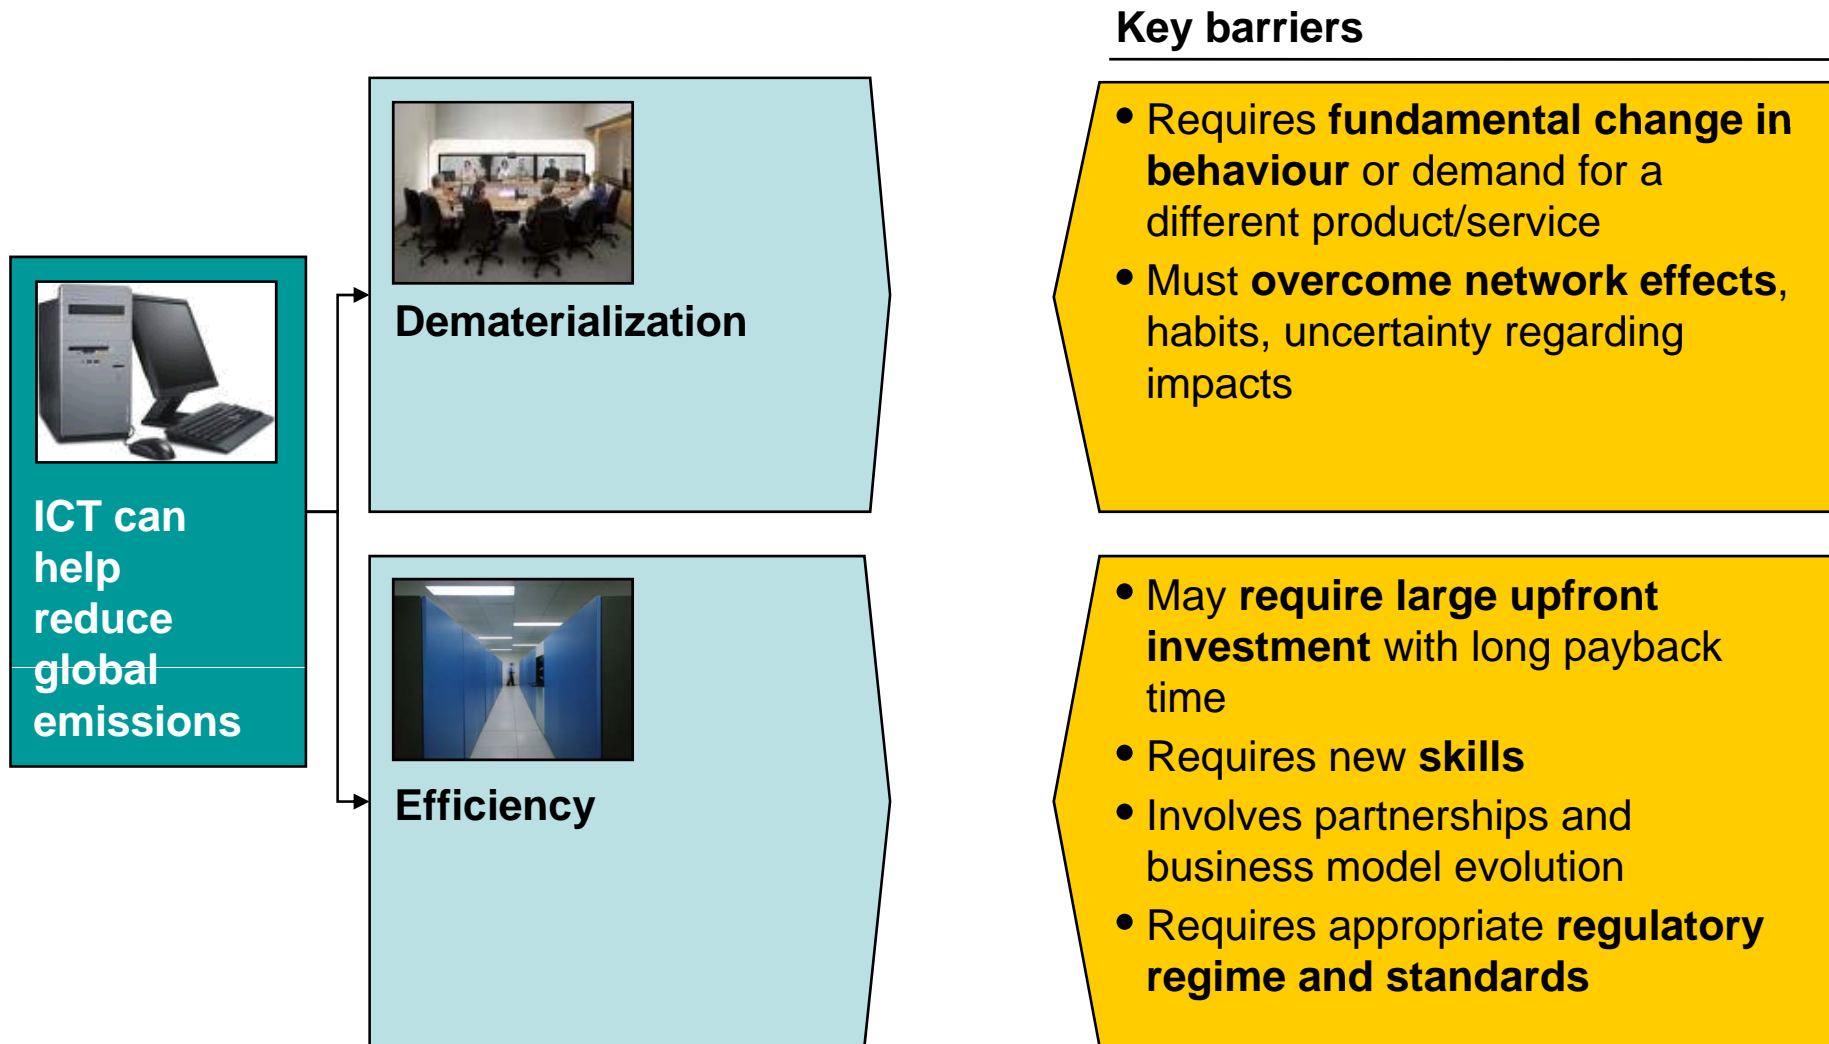 Key barriers
ICT can
help
reduce
global
emissions
Dematerialization
• Requires fundamental change in
behaviour or demand for a
different product/service
• Must overcome network effects,
habits, uncertainty regarding
impacts
Efficiency
• May require large upfront
investment with long payback
time
• Requires new skills
• Involves partnerships and
business model evolution
• Requires appropriate regulatory
regime and standards